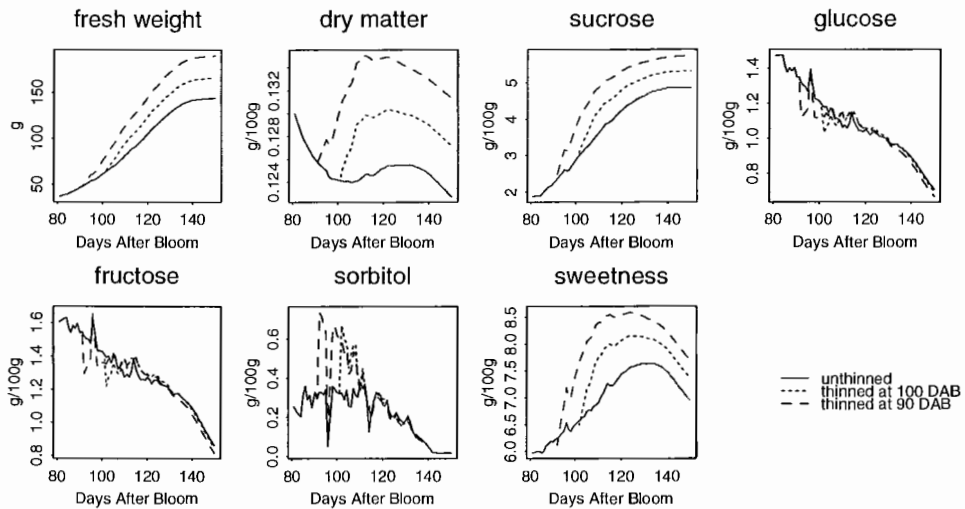 fresh weight
dry matter
sucrose
glucose
g
50 100 150
80 100 120 140
Days After Bloom
g/100g
0.124 0.128 0.132
80 100 120 140
Days After Bloom
g/100g
2 3 4 5
80 100 120 140
Days After Bloom
g/100g
0.8 1.0 1.2 1.4
80 100 120 140
Days After Bloom
fructose
sorbitol
sweetness
g/100g
0.8 1.0 1.2 1.4 1.6
80 100 120 140
Days After Bloom
g/100g
0.0 0.2 0.4 0.6
80 100 120 140
Days After Bloom
g/100g
6.0 6.5 7.0 7.5 8.0 8.5
80 100 120 140
Days After Bloom
unthinned
thinned at 100 DAB
thinned at 90 DAB